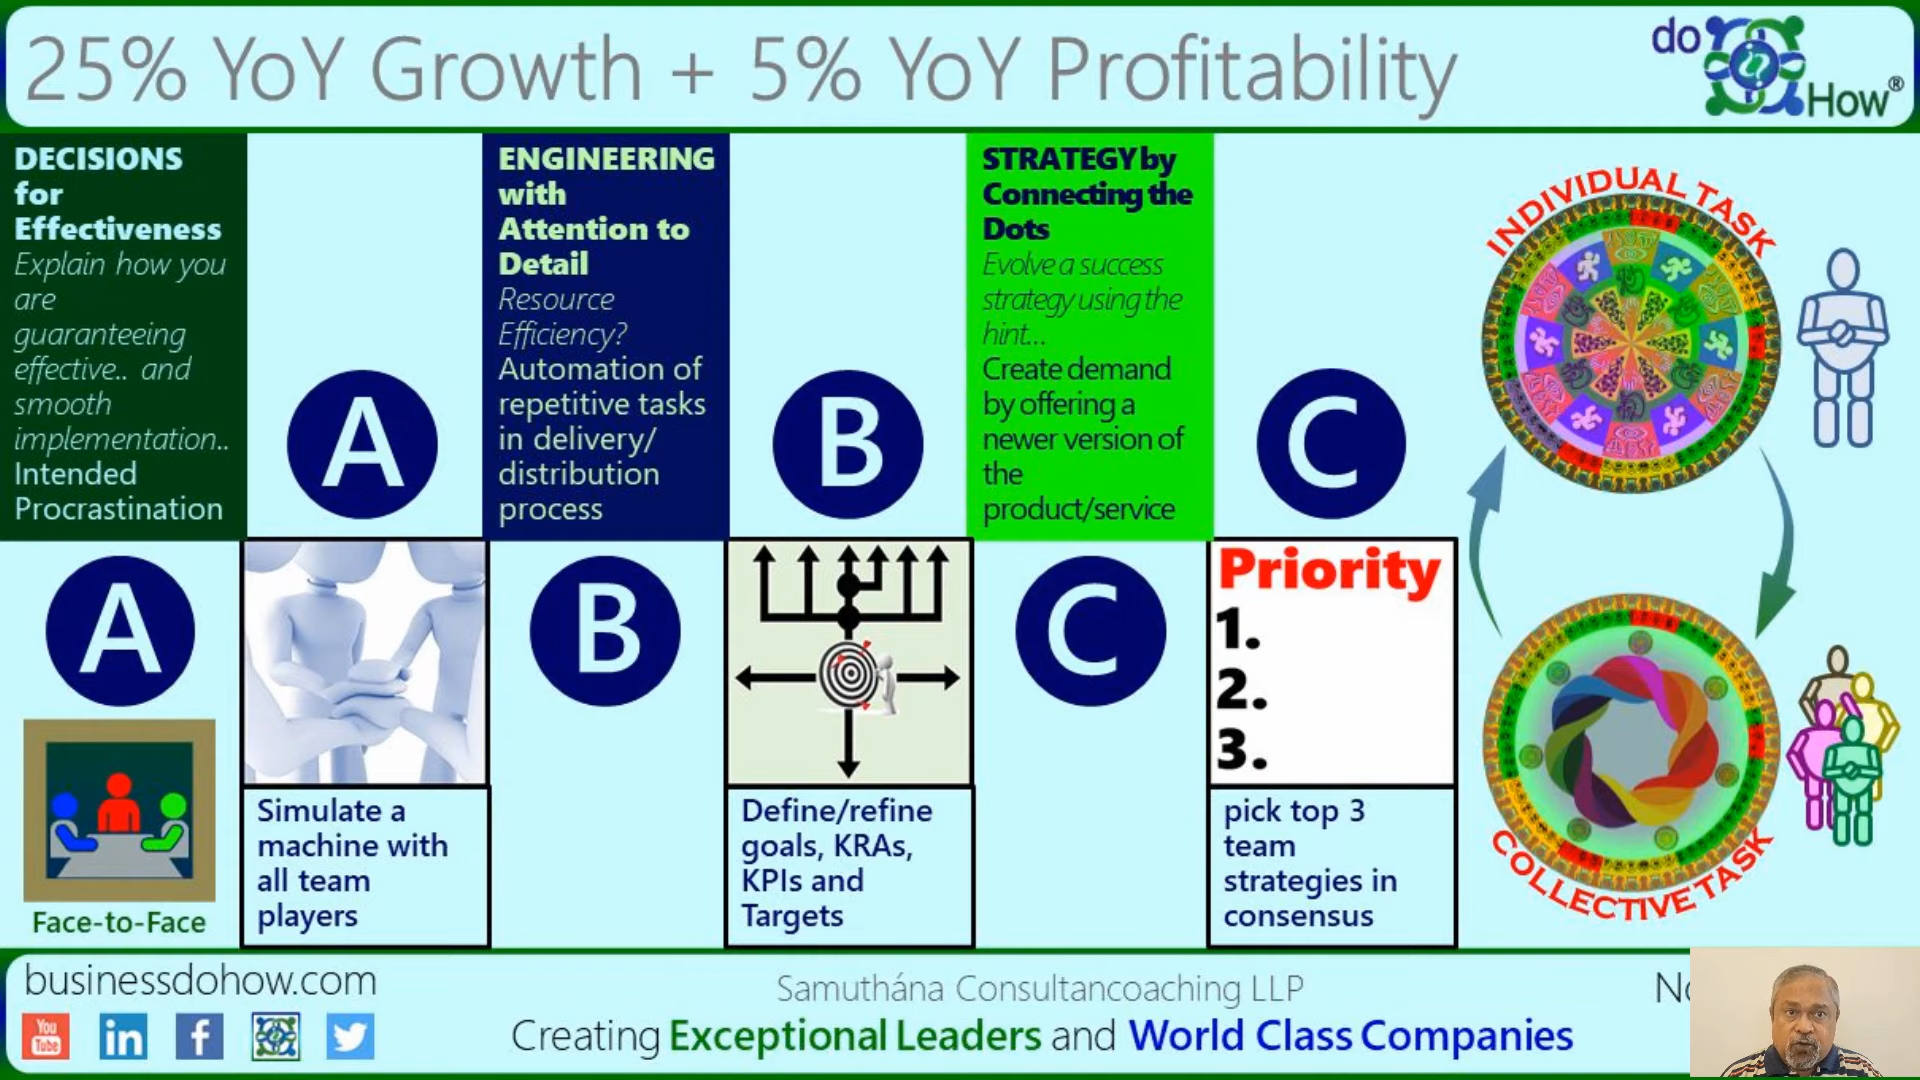 25% YoY Growth + 5% YoY Profitability
do
How®
DECISIONS
for
Effectiveness
Explain how you
are
guaranteeing
effective.. and
smooth
implementation..
Intended
Procrastination
A
ENGINEERING
with
Attention to
Detail
Resource
Efficiency?
Automation of
repetitive tasks
in delivery/
distribution
process
B
STRATEGY by
Connecting the
Dots
Evolve a success
strategy using the
hint...
Create demand
by offering a
newer version of
the
product/service
C
INDIVIDUAL TASK
A
Face-to-Face
Simulate a
machine with
all team
players
B
Define/refine
goals, KRAs,
KPIs and
Targets
C
Priority
1.
2.
3.
pick top 3
team
strategies in
consensus
COLLECTIVE TASK
businessdohow.com
You
Tube
in
f
Samuthána Consultancoaching LLP
Creating Exceptional Leaders and World Class Companies